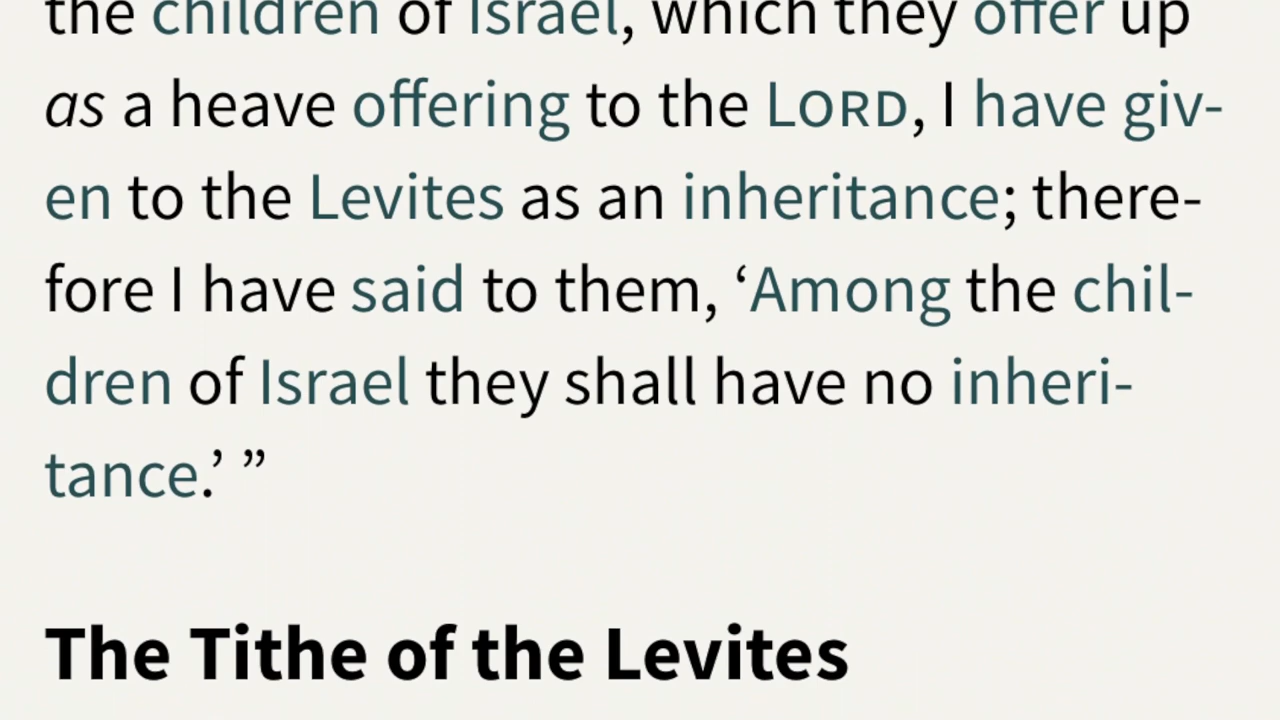 the children of Israel, which they offer up
as a heave offering to the LORD, I have giv-
en to the Levites as an inheritance; there-
fore I have said to them, ‘Among the chil-
dren of Israel they shall have no inheri-
tance.’ ”
The Tithe of the Levites